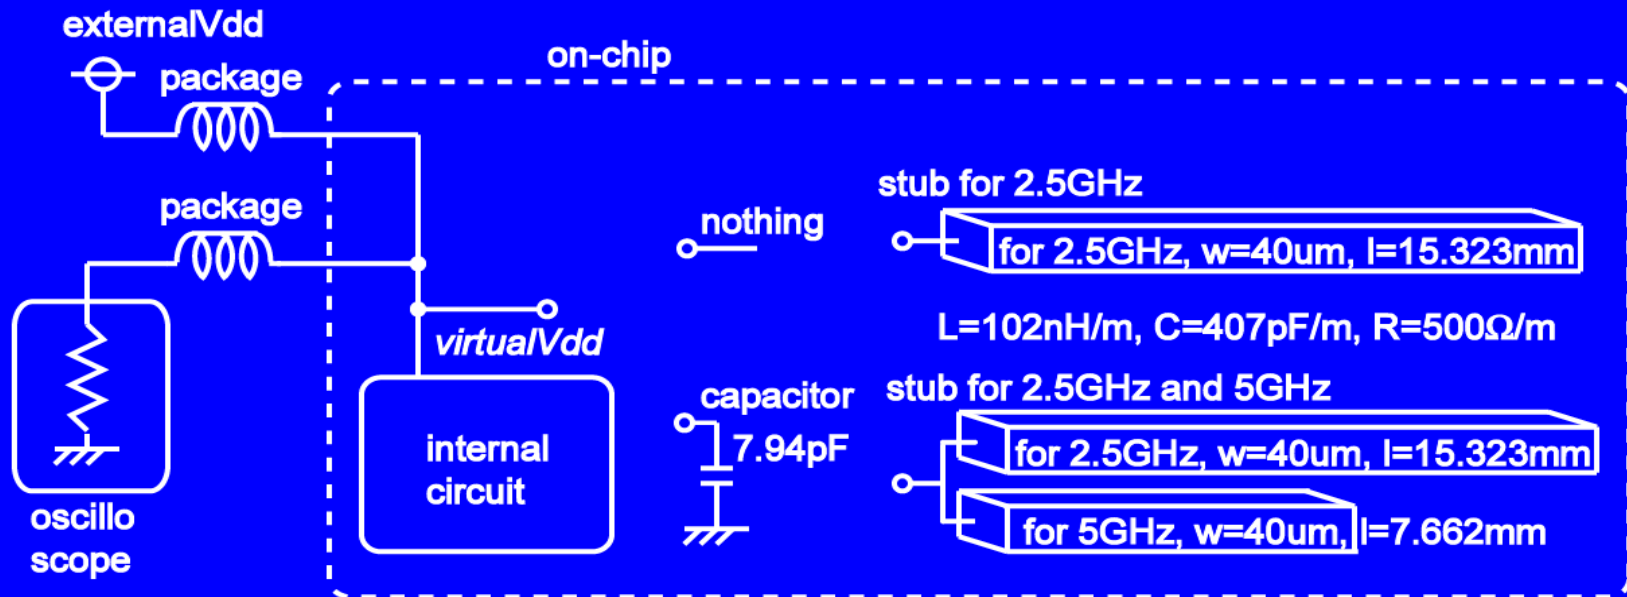 externalVdd
package
on-chip
package
nothing
stub for 2.5GHz
for 2.5GHz, w=40um, l=15.323mm
L=102nH/m, C=407pF/m, R=500Ω/m
virtualVdd
capacitor
7.94pF
stub for 2.5GHz and 5GHz
for 2.5GHz, w=40um, l=15.323mm
for 5GHz, w=40um, l=7.662mm
internal
circuit
oscillo
scope